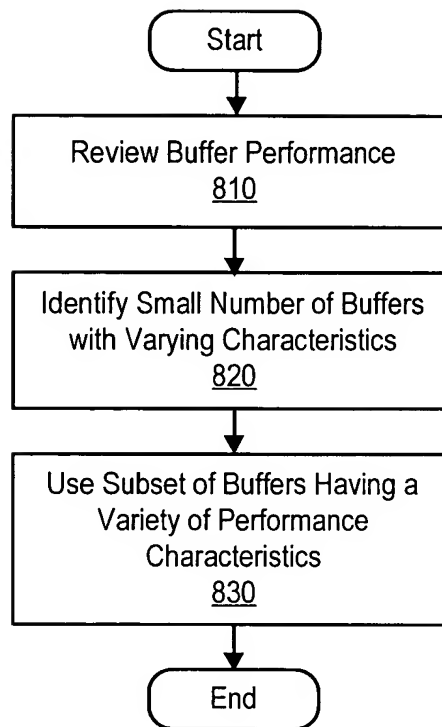 Start
Review Buffer Performance
810
Identify Small Number of Buffers
with Varying Characteristics
820
Use Subset of Buffers Having a
Variety of Performance
Characteristics
830
End